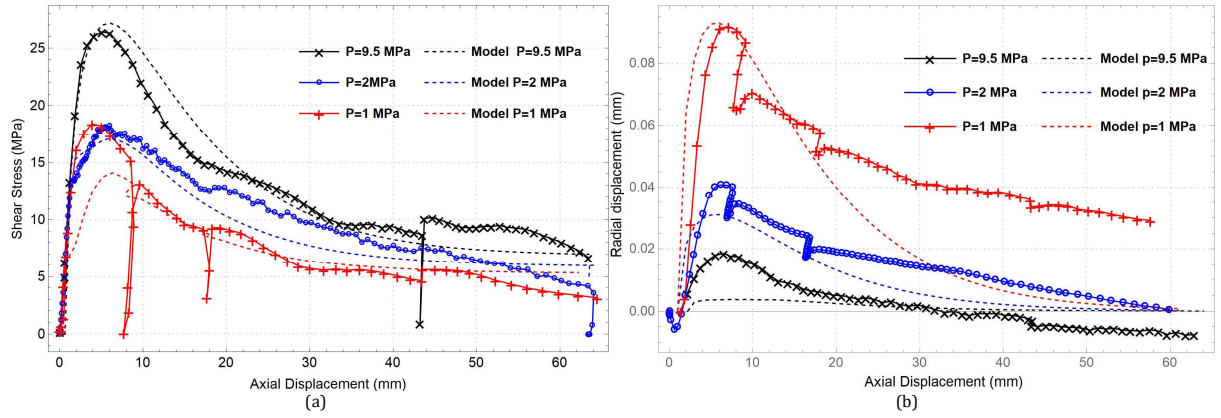 Shear Stress (MPa)
25
20
15
10
5
0
P=9.5 MPa
Model P=9.5 MPa
P=2MPa
Model P=2 MPa
P=1 MPa
Model P=1 MPa
0
10
20
30
40
50
60
Axial Displacement (mm)
(a)
Radial displacement (mm)
0.08
0.06
0.04
0.02
0.00
P=9.5 MPa
Model p=9.5 MPa
P=2 MPa
Model p=2 MPa
P=1 MPa
Model p=1 MPa
0
10
20
30
40
50
60
Axial Displacement (mm)
(b)